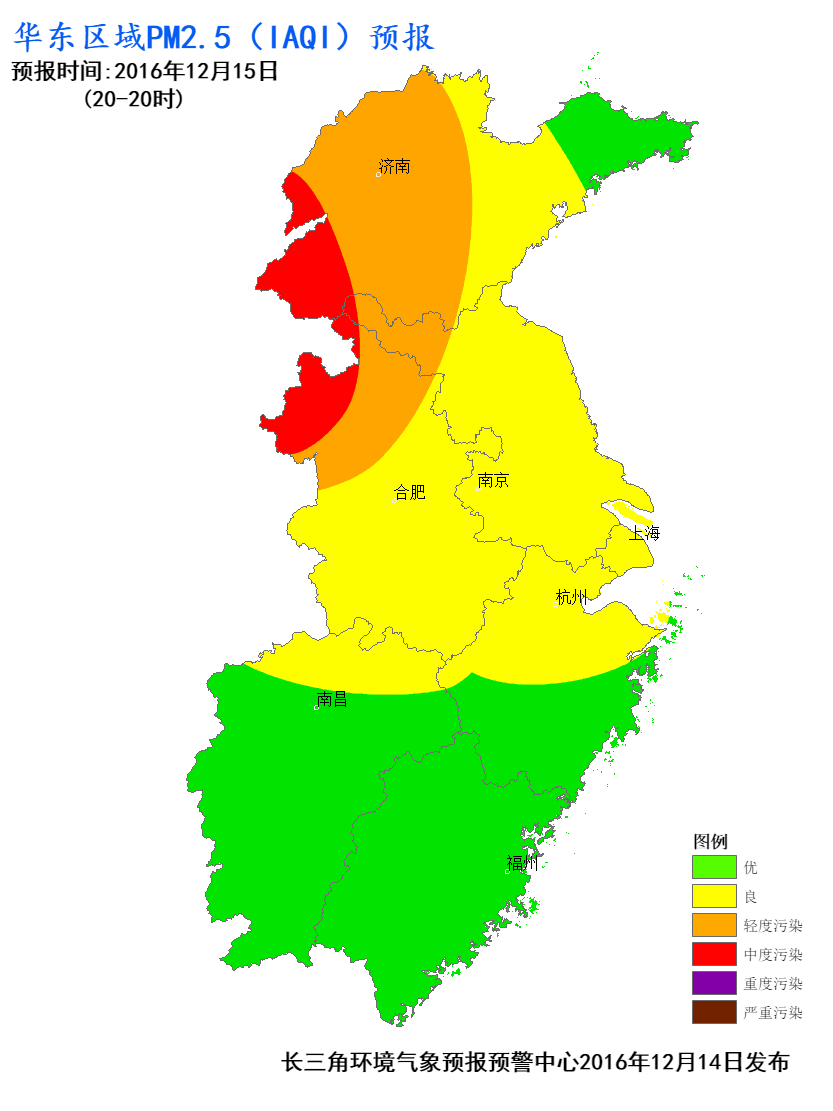 华东区域PM2.5（IAQI）预报
预报时间:2016年12月15日
(20-20时)
济南
合肥
南京
上海
杭州
南昌
福州
图例
优
良
轻度污染
中度污染
重度污染
严重污染
长三角环境气象预报预警中心2016年12月14日发布